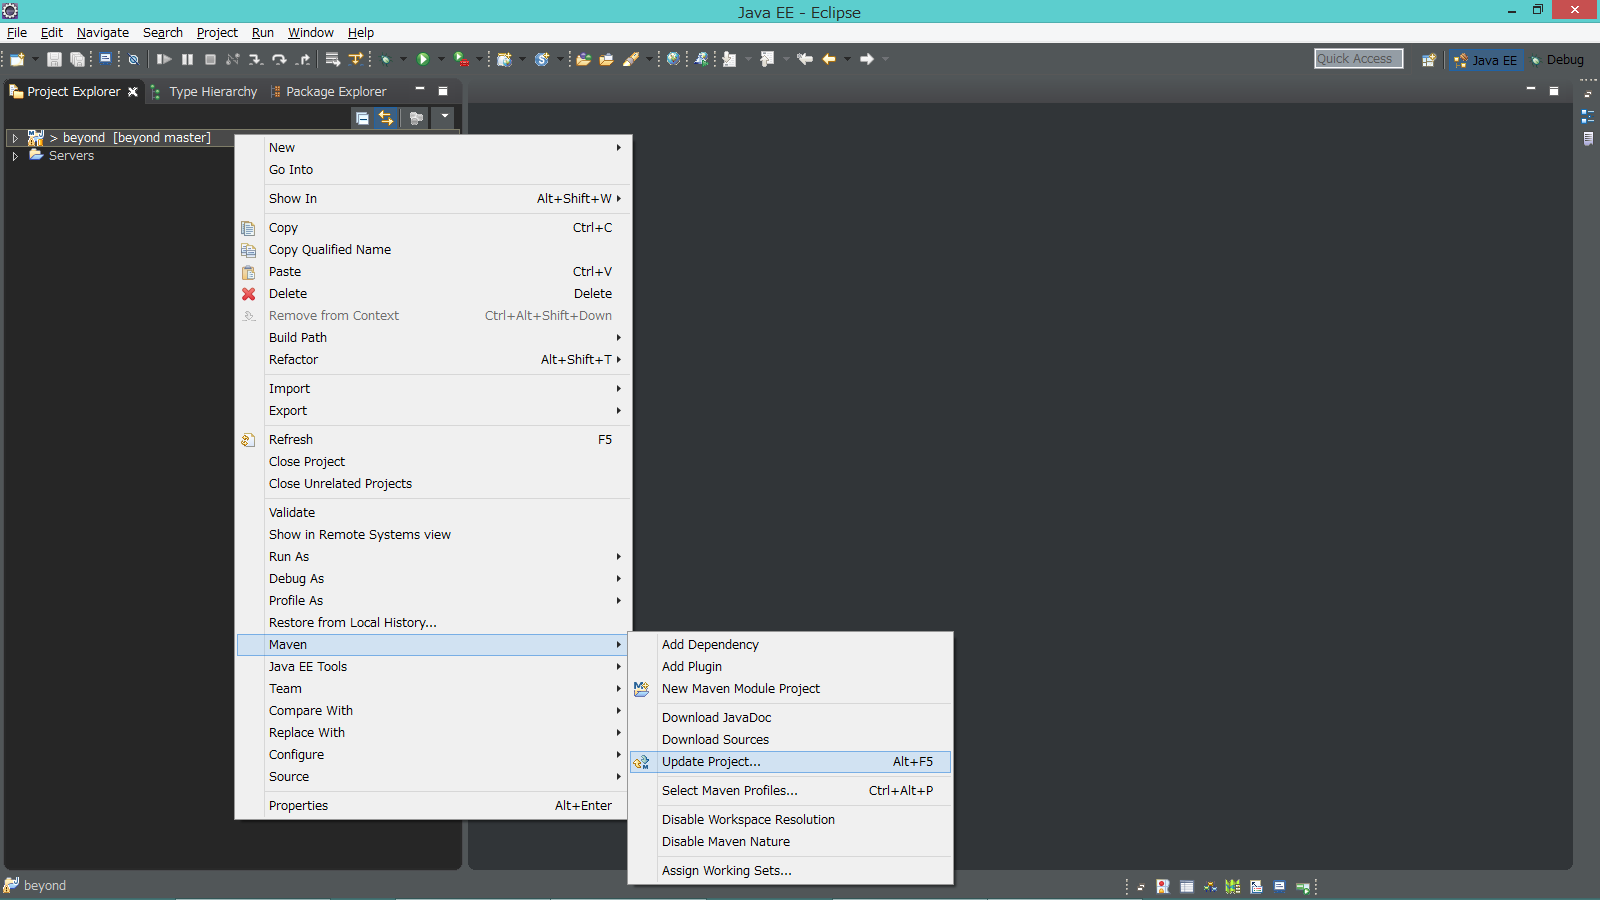 Java EE - Eclipse
File Edit Navigate Search Project Run Window Help
Quick Access Java EE Debug
Project Explorer Type Hierarchy Package Explorer
> beyond [beyond master]
Servers
New
Go Into
Show In Alt+Shift+W
Copy Ctrl+C
Copy Qualified Name
Paste Ctrl+V
Delete Delete
Remove from Context Ctrl+Alt+Shift+Down
Build Path
Refactor Alt+Shift+T
Import
Export
Refresh F5
Close Project
Close Unrelated Projects
Validate
Show in Remote Systems view
Run As
Debug As
Profile As
Restore from Local History...
Maven
Java EE Tools
Team
Compare With
Replace With
Configure
Source
Properties Alt+Enter
Add Dependency
Add Plugin
New Maven Module Project
Download JavaDoc
Download Sources
Update Project... Alt+F5
Select Maven Profiles... Ctrl+Alt+P
Disable Workspace Resolution
Disable Maven Nature
Assign Working Sets...
beyond